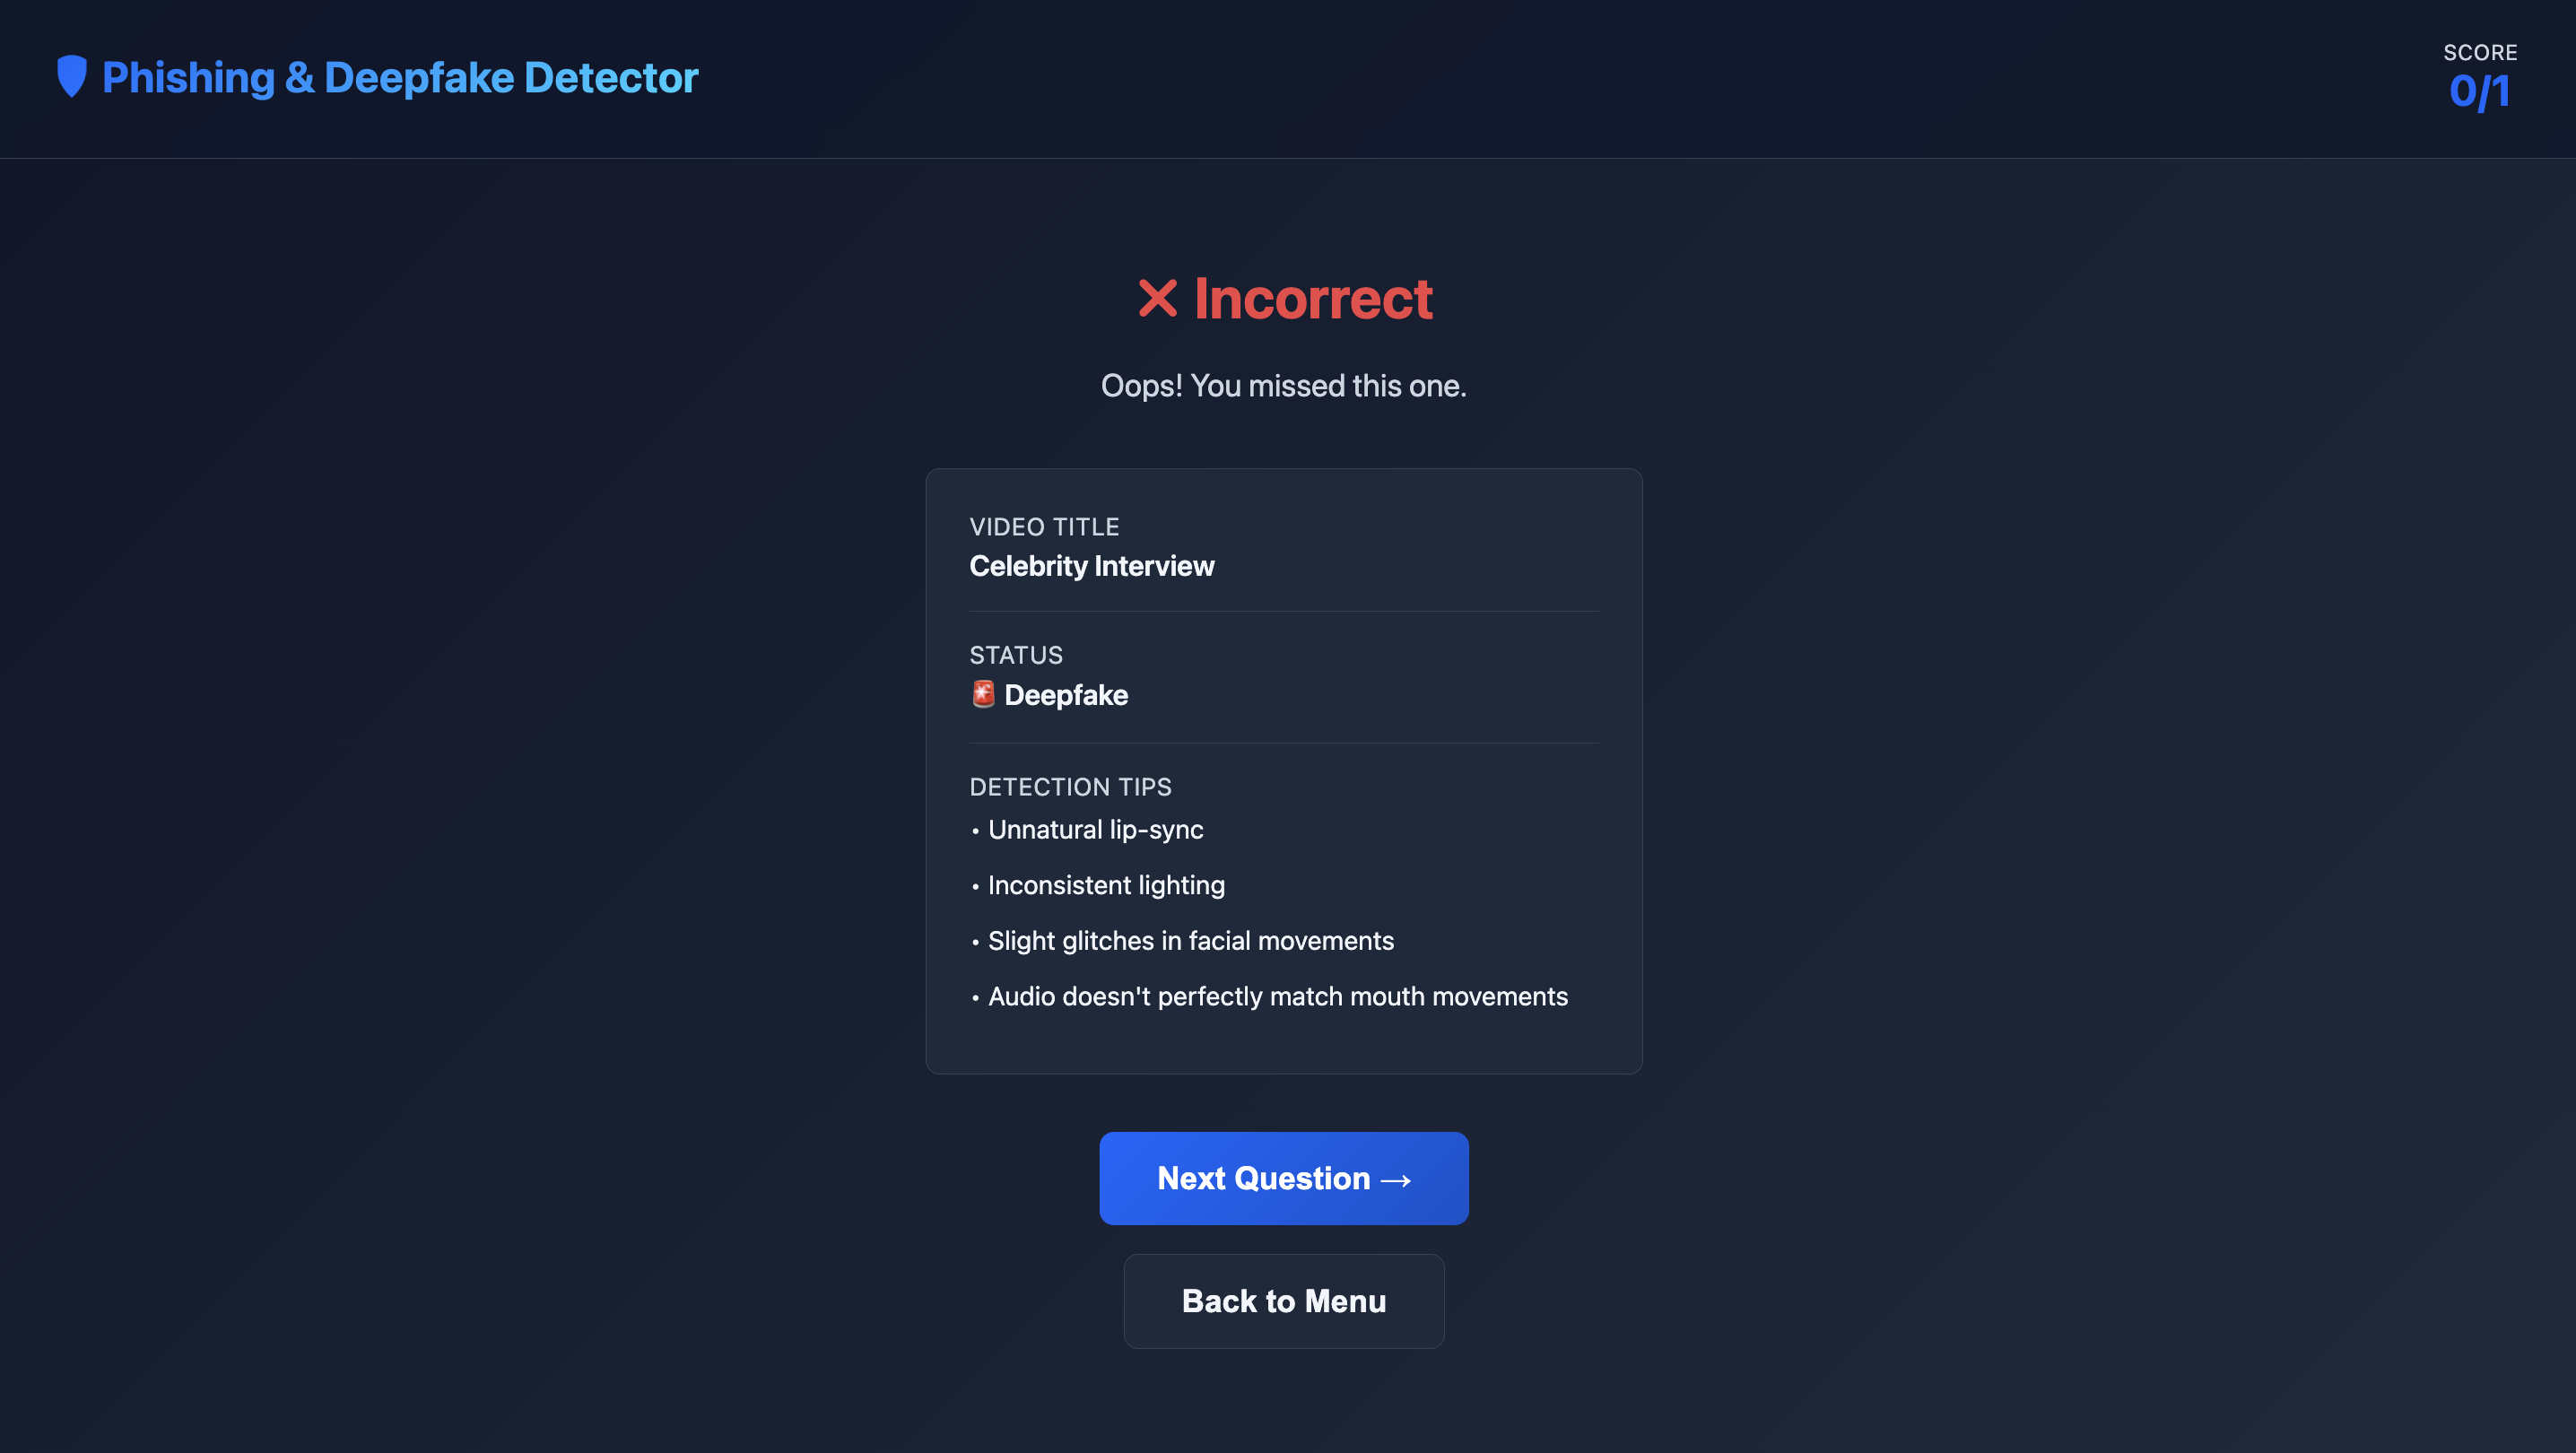 Phishing & Deepfake Detector
SCORE
0/1
Incorrect
Oops! You missed this one.
VIDEO TITLE
Celebrity Interview
STATUS
🚨 Deepfake
DETECTION TIPS
• Unnatural lip-sync
• Inconsistent lighting
• Slight glitches in facial movements
• Audio doesn't perfectly match mouth movements
Next Question →
Back to Menu